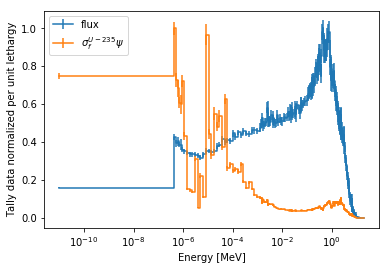 flux
σ_f^{U-235}ψ
Tally data normalized per unit lethargy
1.0
0.8
0.6
0.4
0.2
0.0
10^{-10} 10^{-8} 10^{-6} 10^{-4} 10^{-2} 10^{0}
Energy [MeV]